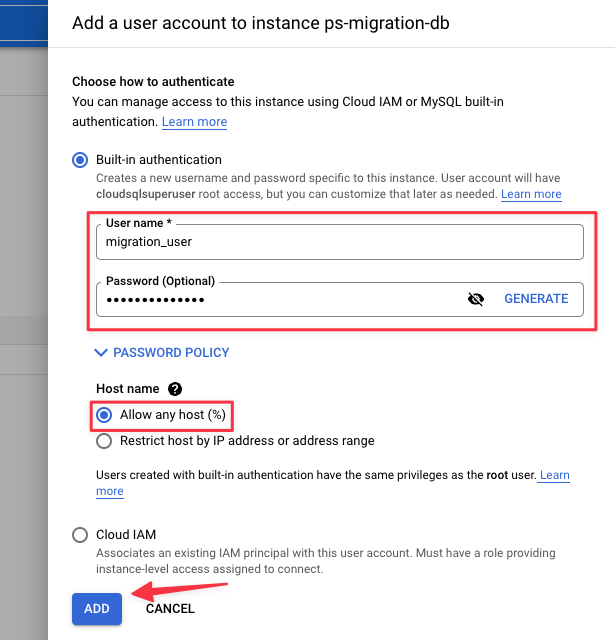 Add a user account to instance ps-migration-db
Choose how to authenticate
You can manage access to this instance using Cloud IAM or MySQL built-in
authentication. Learn more
Built-in authentication
Creates a new username and password specific to this instance. User account will have
cloudsqlsuperuser root access, but you can customize that later as needed. Learn more
User name *
migration_user
Password (Optional)
••••••••••••••
GENERATE
PASSWORD POLICY
Host name ?
Allow any host (%)
Restrict host by IP address or address range
Users created with built-in authentication have the same privileges as the root user. Learn
more
Cloud IAM
Associates an existing IAM principal with this user account. Must have a role providing
instance-level access assigned to connect.
ADD CANCEL